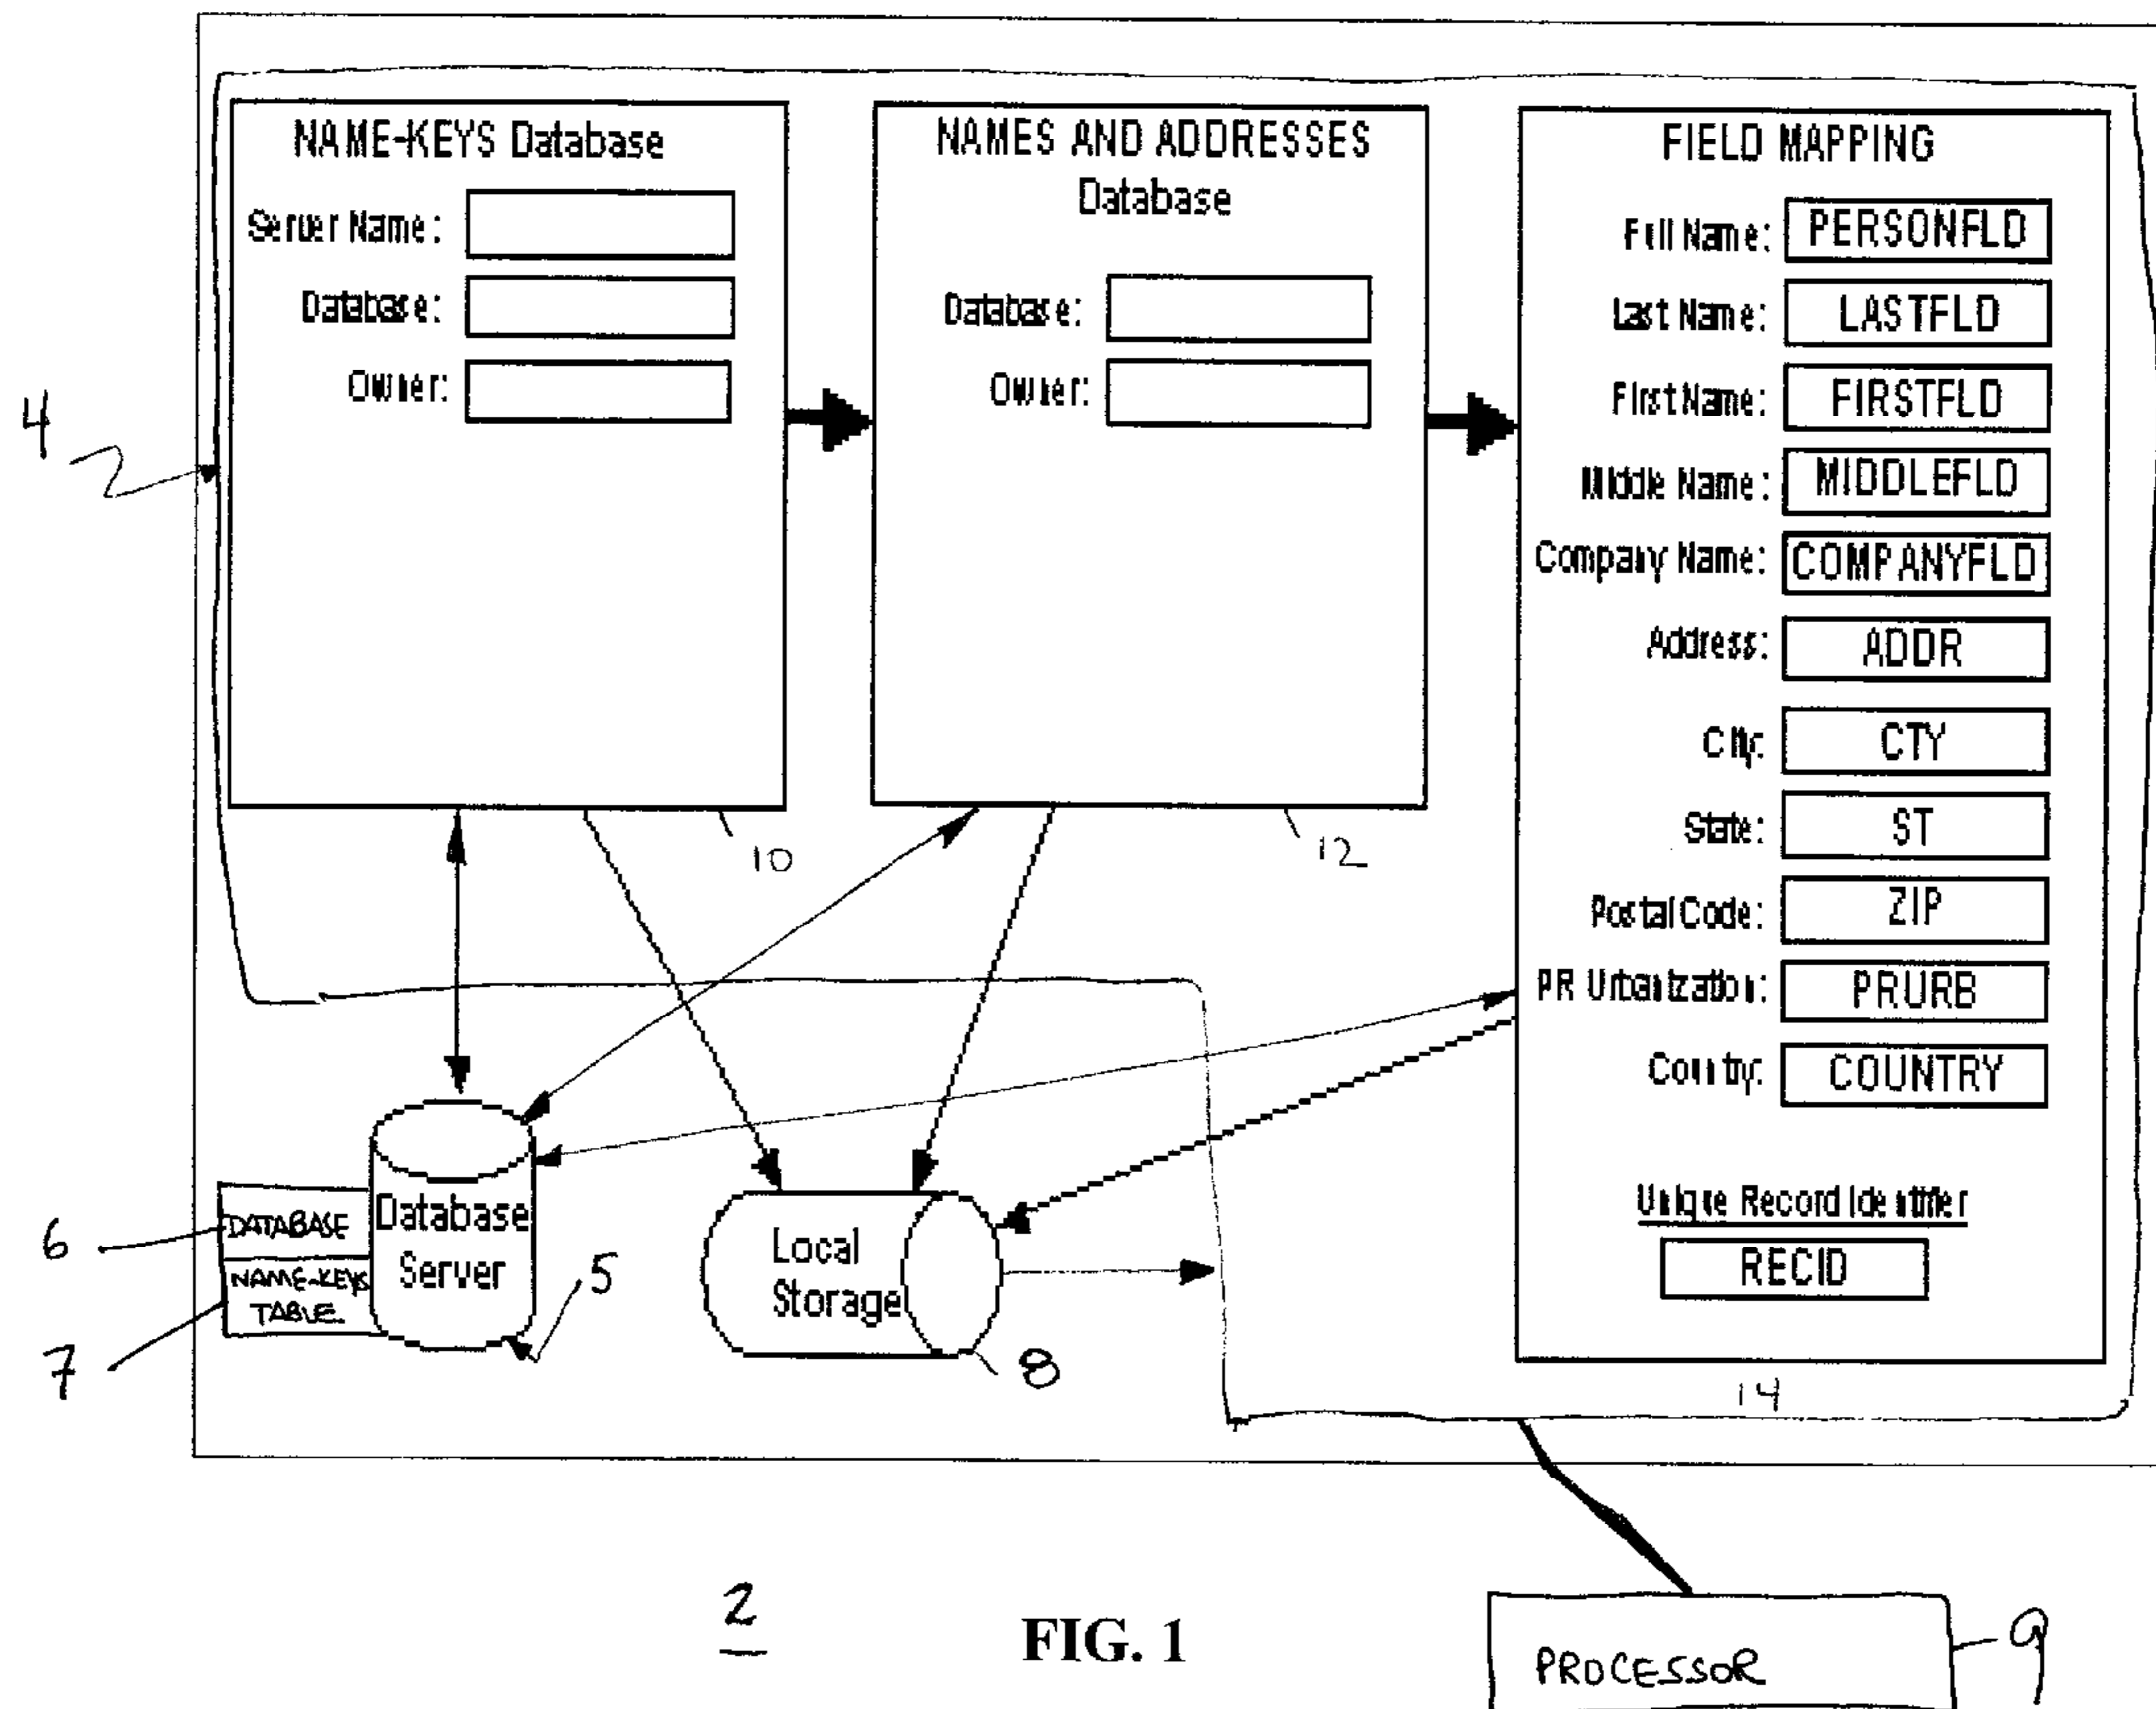 NAME-KEYS Database
Server Name:
Database:
Owner:
10
NAMES AND ADDRESSES
Database
Database:
Owner:
12
FIELD MAPPING
Full Name: PERSONFLD
Last Name: LASTFLD
First Name: FIRSTFLD
Middle Name: MIDDLEFLD
Company Name: COMPANYFLD
Address: ADDR
City: CTY
State: ST
Postal Code: ZIP
PR Urbanization: PRURB
Country: COUNTRY
Unique Record Identifier
RECID
14
4
6
DATABASE
7
NAME-KEYS
TABLE
Database
Server
5
Local
Storage
8
2
FIG. 1
PROCESSOR
9